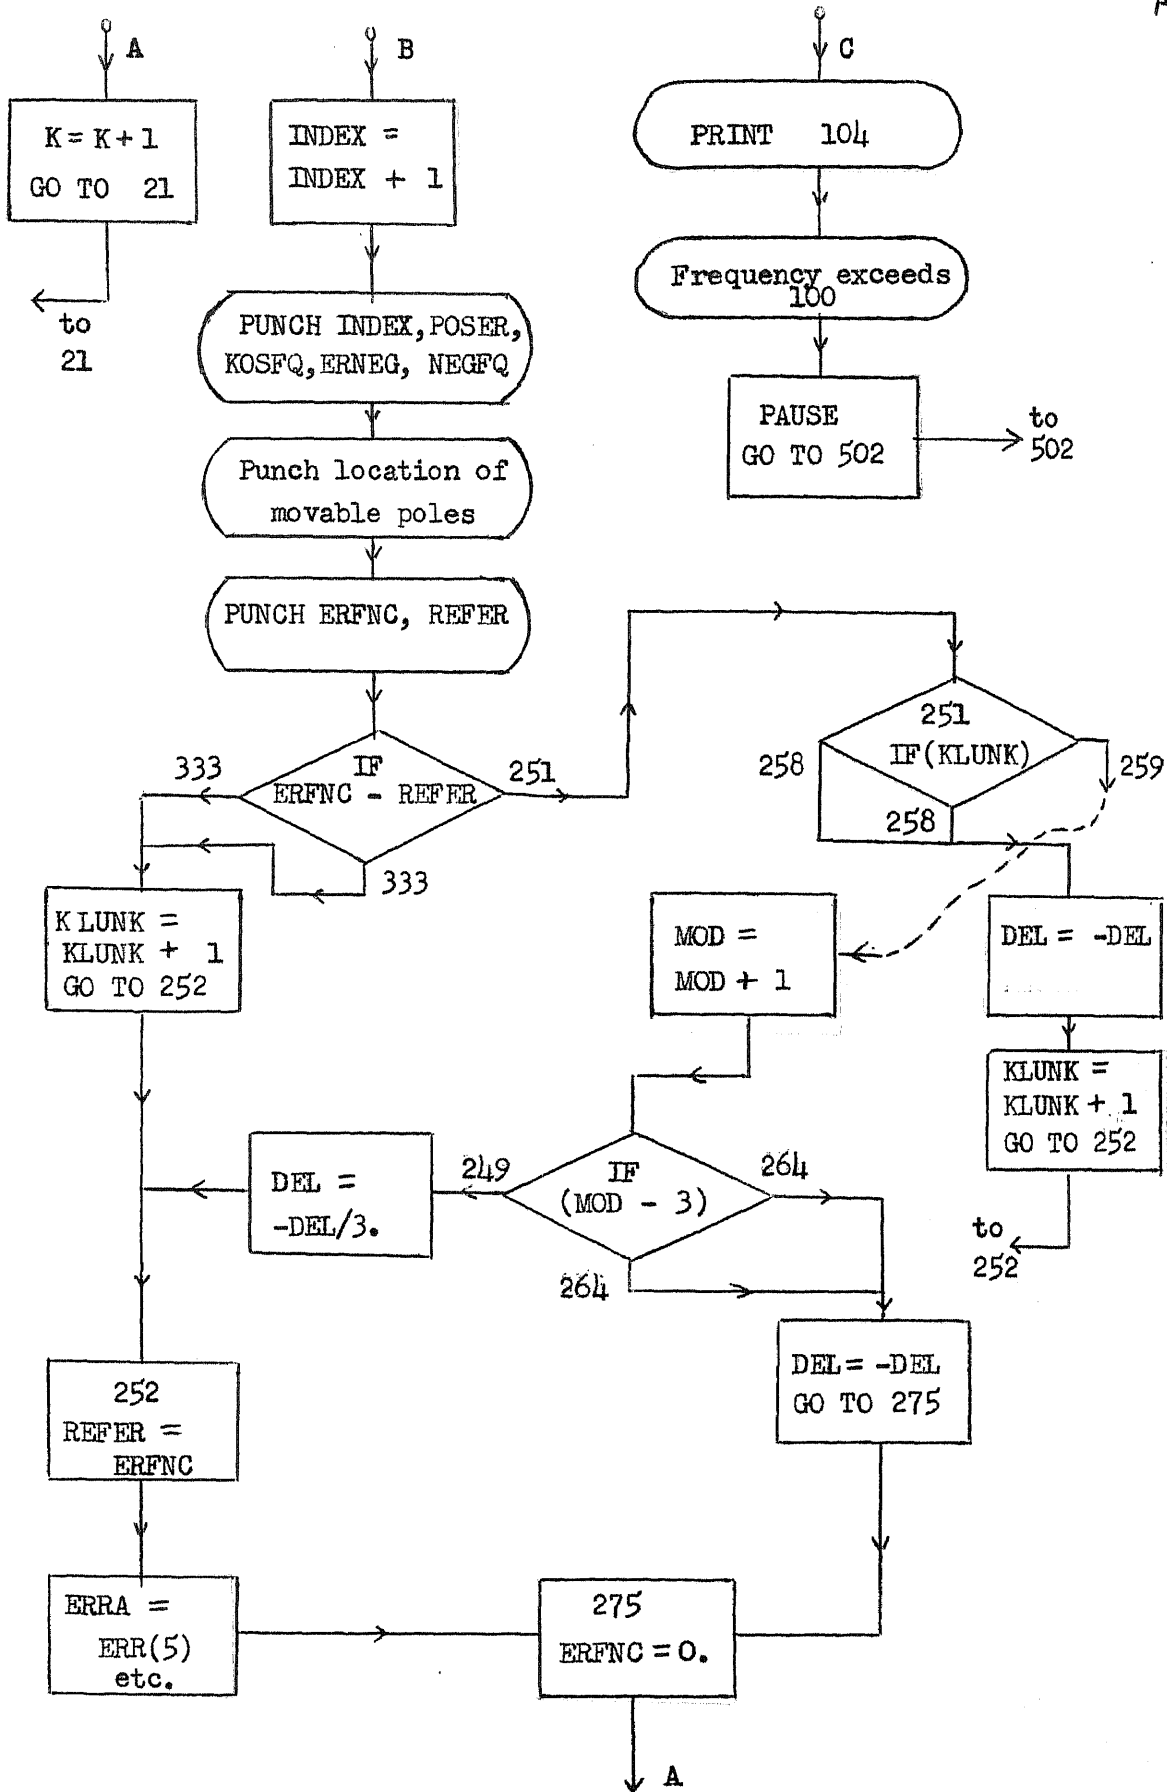 A
K = K + 1
GO TO 21
to
21
B
INDEX =
INDEX + 1
PUNCH INDEX, POSER,
KOSFQ, ERNEG, NEGFQ
Punch location of
movable poles
PUNCH ERFNC, REFER
C
PRINT 104
Frequency exceeds
100
PAUSE
GO TO 502
to
502
333
IF
ERFNC - REFER
251
333
251
IF(KLUNK)
258
259
258
KLUNK =
KLUNK + 1
GO TO 252
MOD =
MOD + 1
DEL = -DEL
KLUNK =
KLUNK + 1
GO TO 252
to
252
DEL =
-DEL/3.
249
IF
(MOD - 3)
264
264
DEL = -DEL
GO TO 275
252
REFER =
ERFNC
ERRA =
ERR(5)
etc.
275
ERFNC = 0.
A